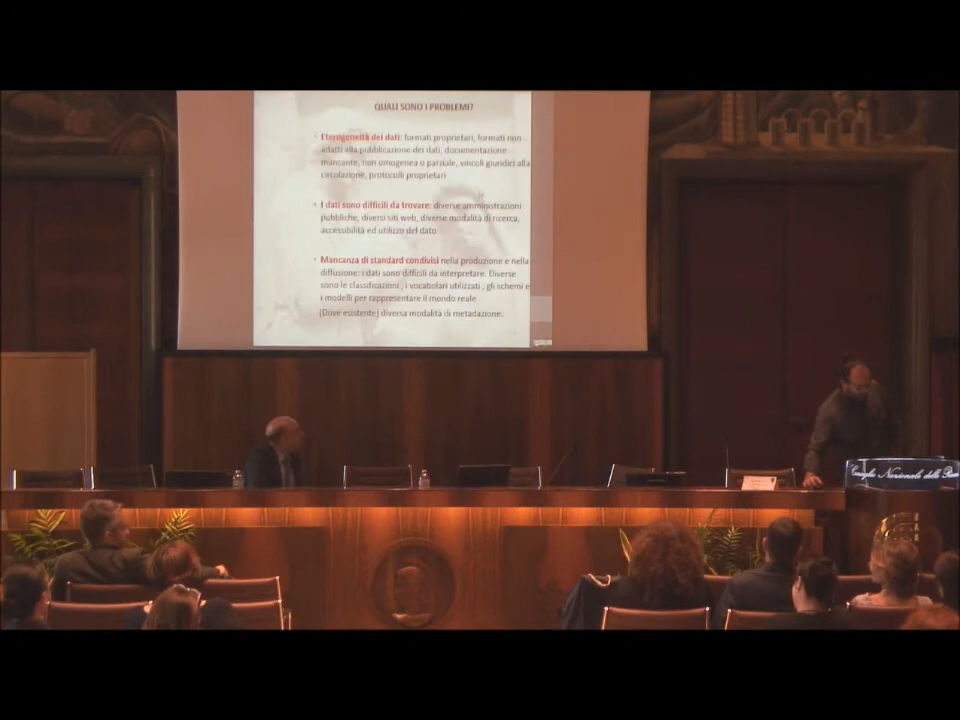 QUALI SONO I PROBLEMI?
• Eterogeneità dei dati: formati proprietari, formati non
adatti alla pubblicazione dei dati, documentazione
mancante, non omogenea o parziale, vincoli giuridici alla
circolazione, protocolli proprietari
• I dati sono difficili da trovare: diverse amministrazioni
pubbliche, diversi siti web, diverse modalità di ricerca,
accessibilità ed utilizzo del dato
• Mancanza di standard condivisi nella produzione e nella
diffusione: i dati sono difficili da interpretare. Diverse
sono le classificazioni, i vocabolari utilizzati, gli schemi e
i modelli per rappresentare il mondo reale
(Dove esistente) diversa modalità di metadazione.
Consiglio Nazionale delle